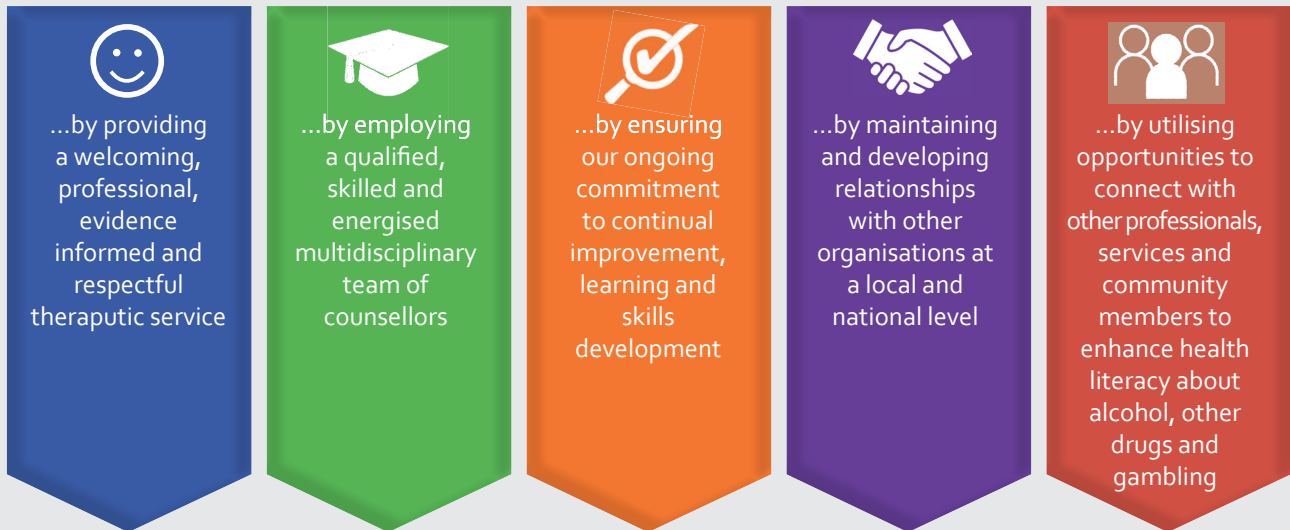 ...by providing
a welcoming,
professional,
evidence
informed and
respectful
theraputic service
...by employing
a qualified,
skilled and
energised
multidisciplinary
team of
counsellors
...by ensuring
our ongoing
commitment
to continual
improvement,
learning and
skills
development
...by maintaining
and developing
relationships
with other
organisations at
a local and
national level
...by utilising
opportunities to
connect with
other professionals,
services and
community
members to
enhance health
literacy about
alcohol, other
drugs and
gambling